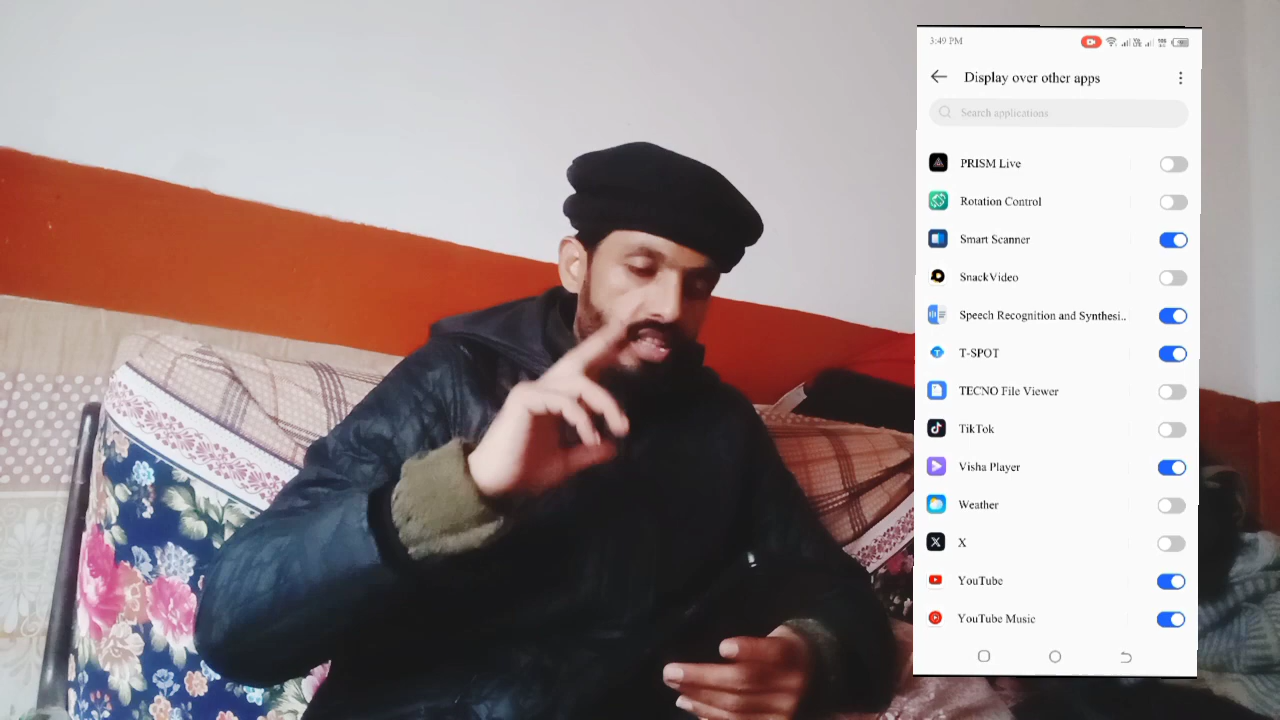 3:49 PM
Display over other apps
Search applications
PRISM Live
Rotation Control
Smart Scanner
SnackVideo
Speech Recognition and Synthesi..
T-SPOT
TECNO File Viewer
TikTok
Visha Player
Weather
X
YouTube
YouTube Music